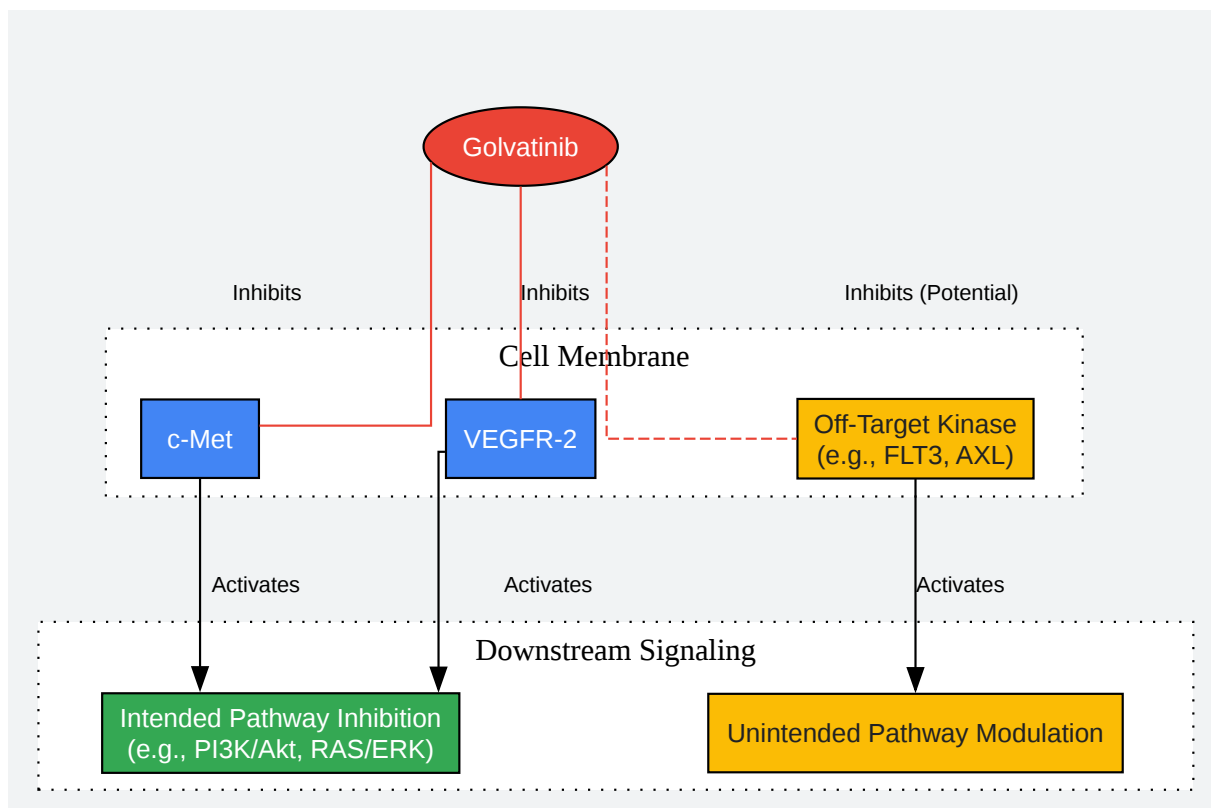 Golvatinib
Inhibits
Inhibits
Inhibits (Potential)
Cell Membrane
c-Met
VEGFR-2
Off-Target Kinase
(e.g., FLT3, AXL)
Activates
Activates
Activates
Downstream Signaling
Intended Pathway Inhibition
(e.g., PI3K/Akt, RAS/ERK)
Unintended Pathway Modulation